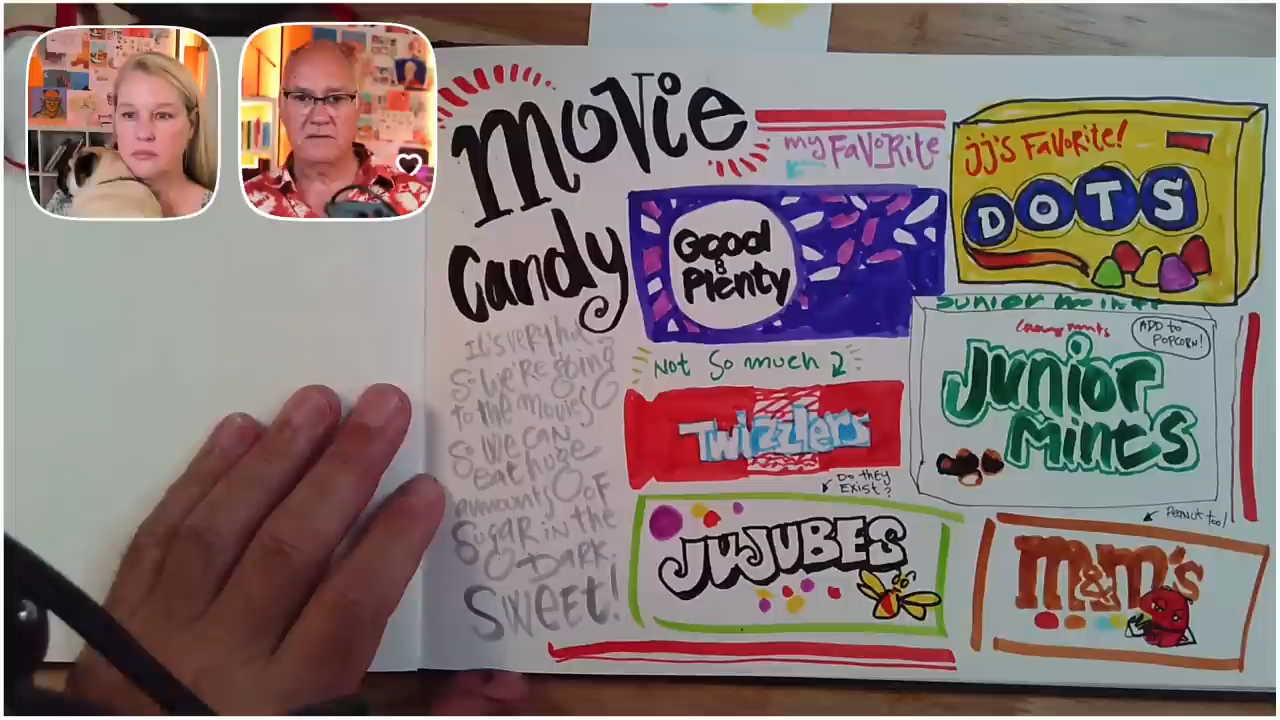 movie
candy
It's very hot
So we're going
to the movies
So we can
eat huge
amounts of
sugar in the
DARK.
SWEET!
my FavoRite
Good
&
Plenty
Not So much
Twizzlers
Do they
Exist?
JUJUBES
jj's Favorite!
DOTS
junior mints
ADD to
POPCORN!
Junior
mints
Peanut too!
m&m's